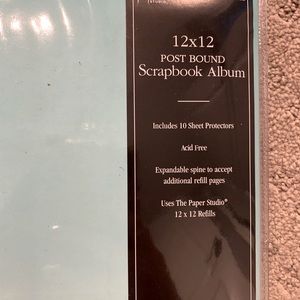 STUDIO
12x12
POST BOUND
Scrapbook Album
Includes 10 Sheet Protectors
Acid Free
Expandable spine to accept
additional refill pages
Uses The Paper Studio®
12 x 12 Refills